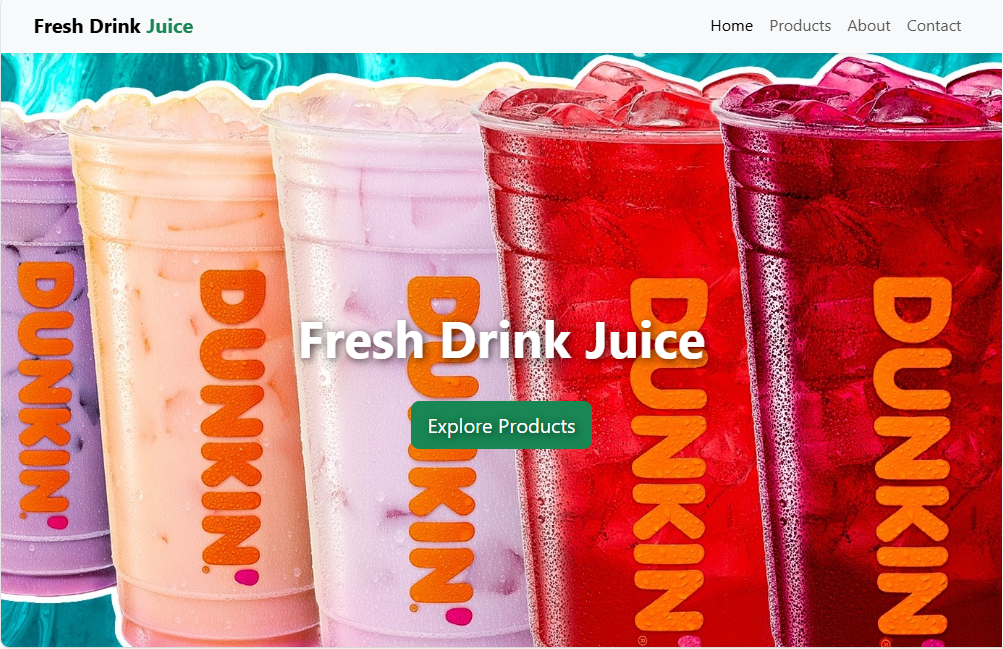 Fresh Drink Juice
Home Products About Contact
DUNKIN'
DUNKIN'
DUNKIN'
DUNKIN'
DUNKIN'
Fresh Drink Juice
Explore Products